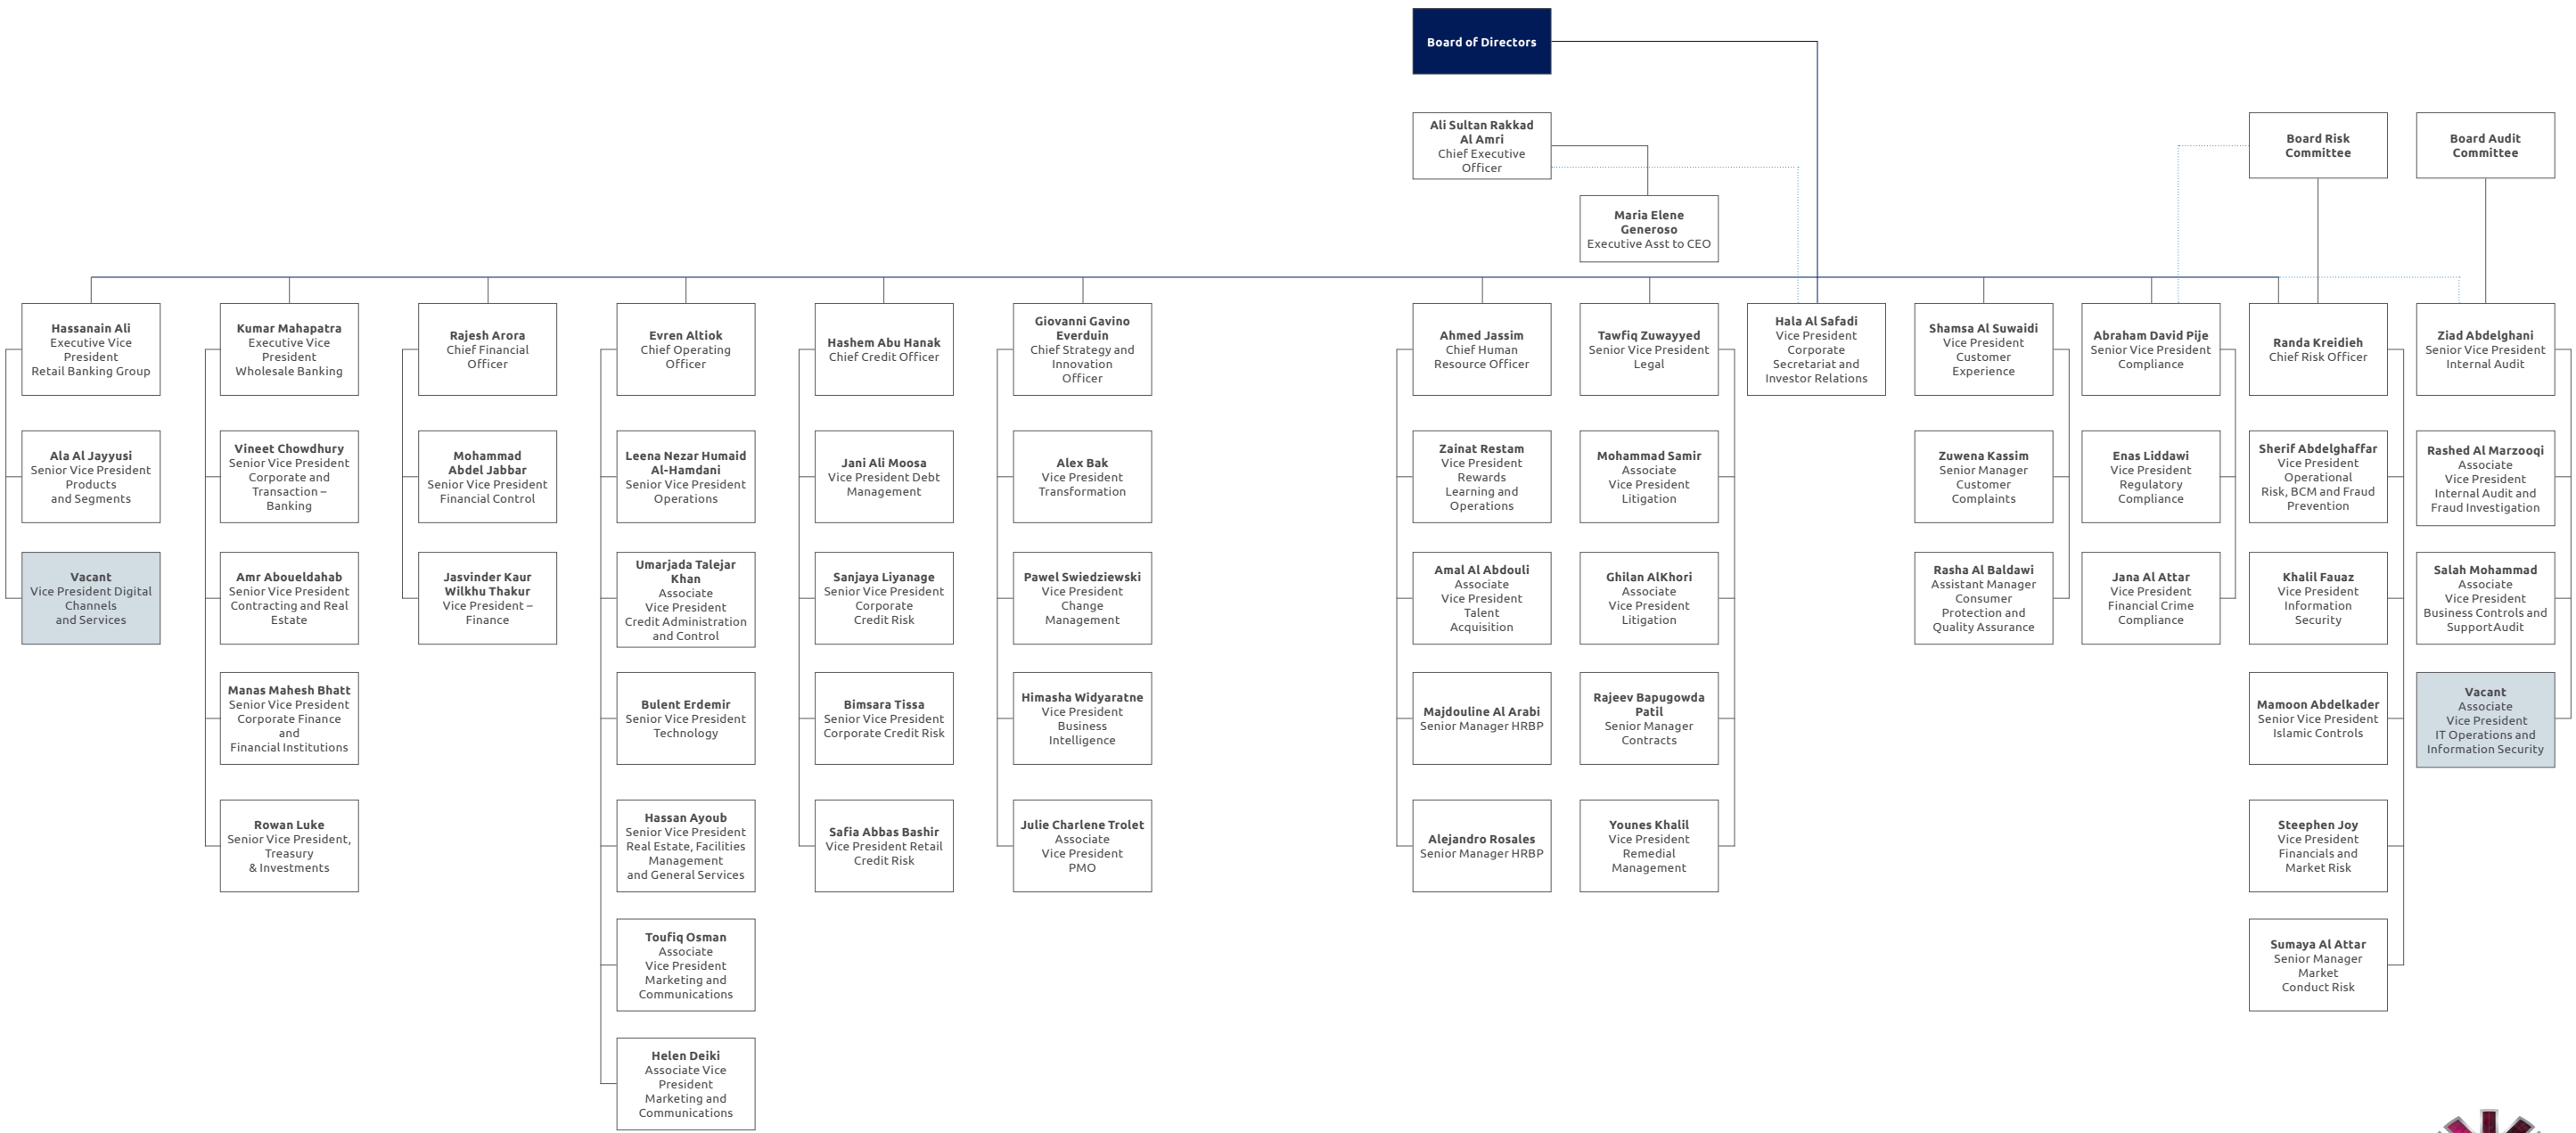 Board of Directors
Ali Sultan Rakkad
Al Amri
Chief Executive
Officer
Board Risk
Committee
Board Audit
Committee
Maria Elene
Generoso
Executive Asst to CEO
Hassanain Ali
Executive Vice
President
Retail Banking Group
Ala Al Jayyusi
Senior Vice President
Products
and Segments
Vacant
Vice President Digital
Channels
and Services
Kumar Mahapatra
Executive Vice
President
Wholesale Banking
Vineet Chowdhury
Senior Vice President
Corporate and
Transaction –
Banking
Amr Aboueldahab
Senior Vice President
Contracting and Real
Estate
Manas Mahesh Bhatt
Senior Vice President
Corporate Finance
and
Financial Institutions
Rowan Luke
Senior Vice President,
Treasury
& Investments
Rajesh Arora
Chief Financial
Officer
Mohammad
Abdel Jabbar
Senior Vice President
Financial Control
Jasvinder Kaur
Wilkhu Thakur
Vice President –
Finance
Evren Altiok
Chief Operating
Officer
Leena Nezar Humaid
Al-Hamdani
Senior Vice President
Operations
Umarjada Talejar
Khan
Associate
Vice President
Credit Administration
and Control
Bulent Erdemir
Senior Vice President
Technology
Hassan Ayoub
Senior Vice President
Real Estate, Facilities
Management
and General Services
Toufiq Osman
Associate
Vice President
Marketing and
Communications
Helen Deiki
Associate Vice
President
Marketing and
Communications
Hashem Abu Hanak
Chief Credit Officer
Jani Ali Moosa
Vice President Debt
Management
Sanjaya Liyanage
Senior Vice President
Corporate
Credit Risk
Bimsara Tissa
Senior Vice President
Corporate Credit Risk
Safia Abbas Bashir
Vice President Retail
Credit Risk
Giovanni Gavino
Everduin
Chief Strategy and
Innovation
Officer
Alex Bak
Vice President
Transformation
Pawel Swiedziewski
Vice President
Change
Management
Himasha Widyaratne
Vice President
Business
Intelligence
Julie Charlene Trolet
Associate
Vice President
PMO
Ahmed Jassim
Chief Human
Resource Officer
Zainat Restam
Vice President
Rewards
Learning and
Operations
Amal Al Abdouli
Associate
Vice President
Talent
Acquisition
Majdouline Al Arabi
Senior Manager HRBP
Alejandro Rosales
Senior Manager HRBP
Tawfiq Zuwayyed
Senior Vice President
Legal
Mohammad Samir
Associate
Vice President
Litigation
Ghilan AlKhori
Associate
Vice President
Litigation
Rajeev Bapugowda
Patil
Senior Manager
Contracts
Younes Khalil
Vice President
Remedial
Management
Hala Al Safadi
Vice President
Corporate
Secretariat and
Investor Relations
Shamsa Al Suwaidi
Vice President
Customer
Experience
Zuwena Kassim
Senior Manager
Customer
Complaints
Rasha Al Baldawi
Assistant Manager
Consumer
Protection and
Quality Assurance
Abraham David Pije
Senior Vice President
Compliance
Enas Liddawi
Vice President
Regulatory
Compliance
Jana Al Attar
Vice President
Financial Crime
Compliance
Randa Kreidieh
Chief Risk Officer
Sherif Abdelghaffar
Vice President
Operational
Risk, BCM and Fraud
Prevention
Khalil Fauaz
Vice President
Information
Security
Mamoon Abdelkader
Senior Vice President
Islamic Controls
Steephen Joy
Vice President
Financials and
Market Risk
Sumaya Al Attar
Senior Manager
Market
Conduct Risk
Ziad Abdelghani
Senior Vice President
Internal Audit
Rashed Al Marzooqi
Associate
Vice President
Internal Audit and
Fraud Investigation
Salah Mohammad
Associate
Vice President
Business Controls and
SupportAudit
Vacant
Associate
Vice President
IT Operations and
Information Security